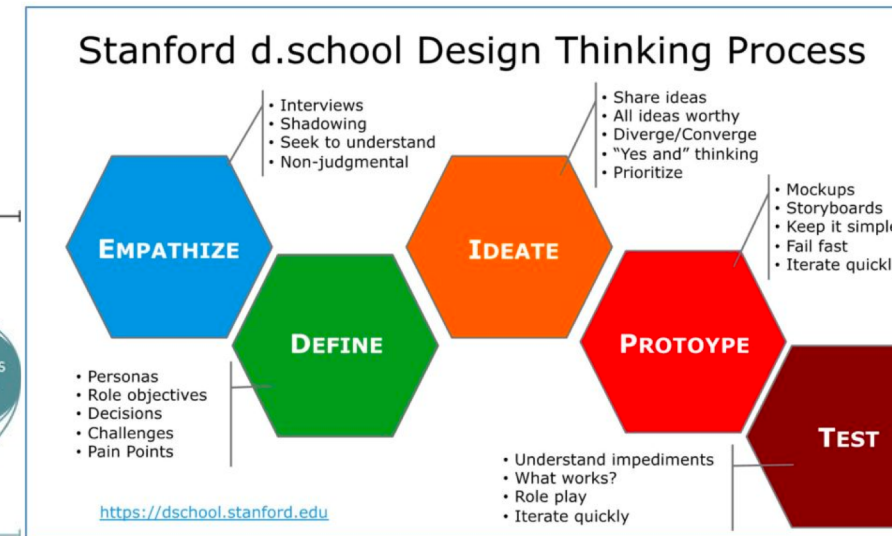 Stanford d.school Design Thinking Process
• Interviews
• Shadowing
• Seek to understand
• Non-judgmental
• Share ideas
• All ideas worthy
• Diverge/Converge
• “Yes and” thinking
• Prioritize
• Mockups
• Storyboards
• Keep it simple
• Fail fast
• Iterate quickl
EMPATHIZE
DEFINE
IDEATE
PROTOYPE
TEST
• Personas
• Role objectives
• Decisions
• Challenges
• Pain Points
• Understand impediments
• What works?
• Role play
• Iterate quickly
https://dschool.stanford.edu